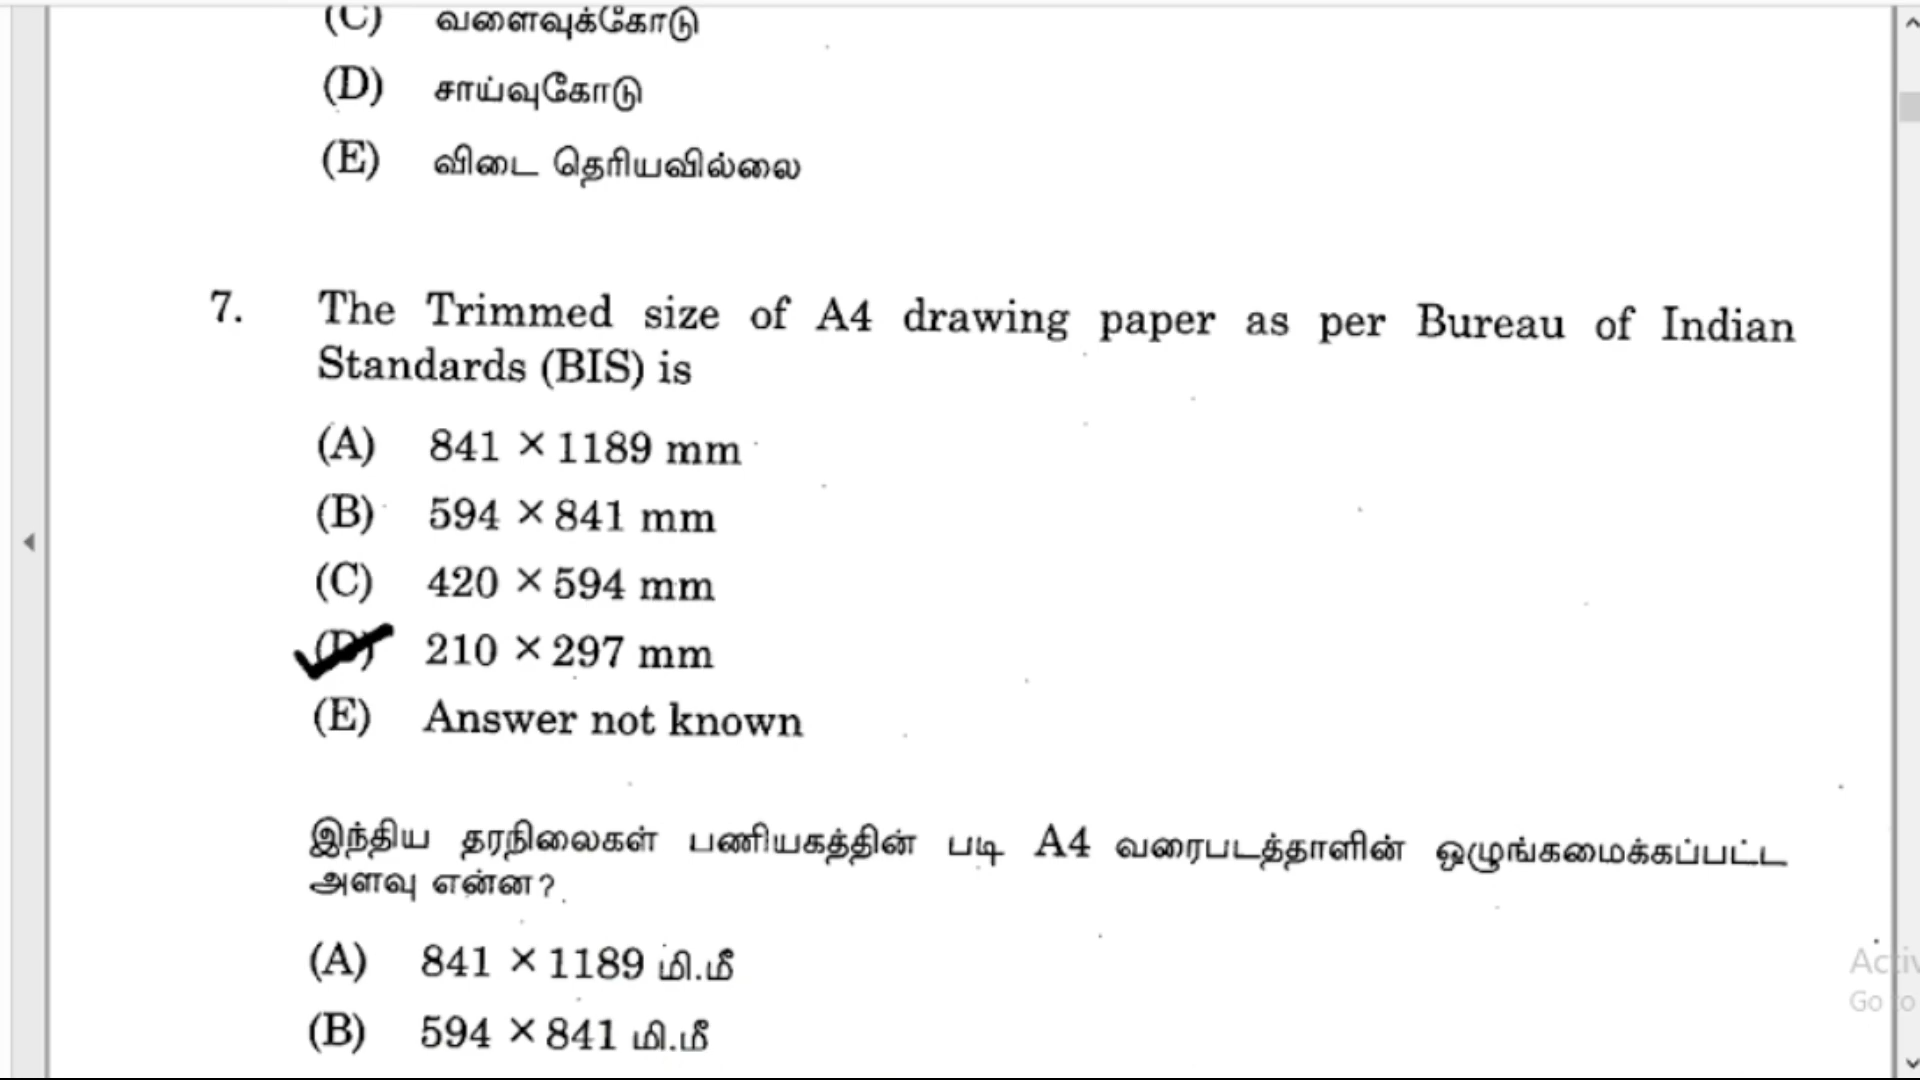 (C) வளைவுக்கோடு
(D) சாய்வுகோடு
(E) விடை தெரியவில்லை
7. The Trimmed size of A4 drawing paper as per Bureau of Indian
Standards (BIS) is
(A) 841 × 1189 mm
(B) 594 × 841 mm
(C) 420 × 594 mm
(D) 210 × 297 mm
(E) Answer not known
இந்திய தரநிலைகள் பணியகத்தின் படி A4 வரைபடத்தாளின் ஒழுங்கமைக்கப்பட்ட
அளவு என்ன?
(A) 841 × 1189 மி.மீ
(B) 594 × 841 மி.மீ
Go to